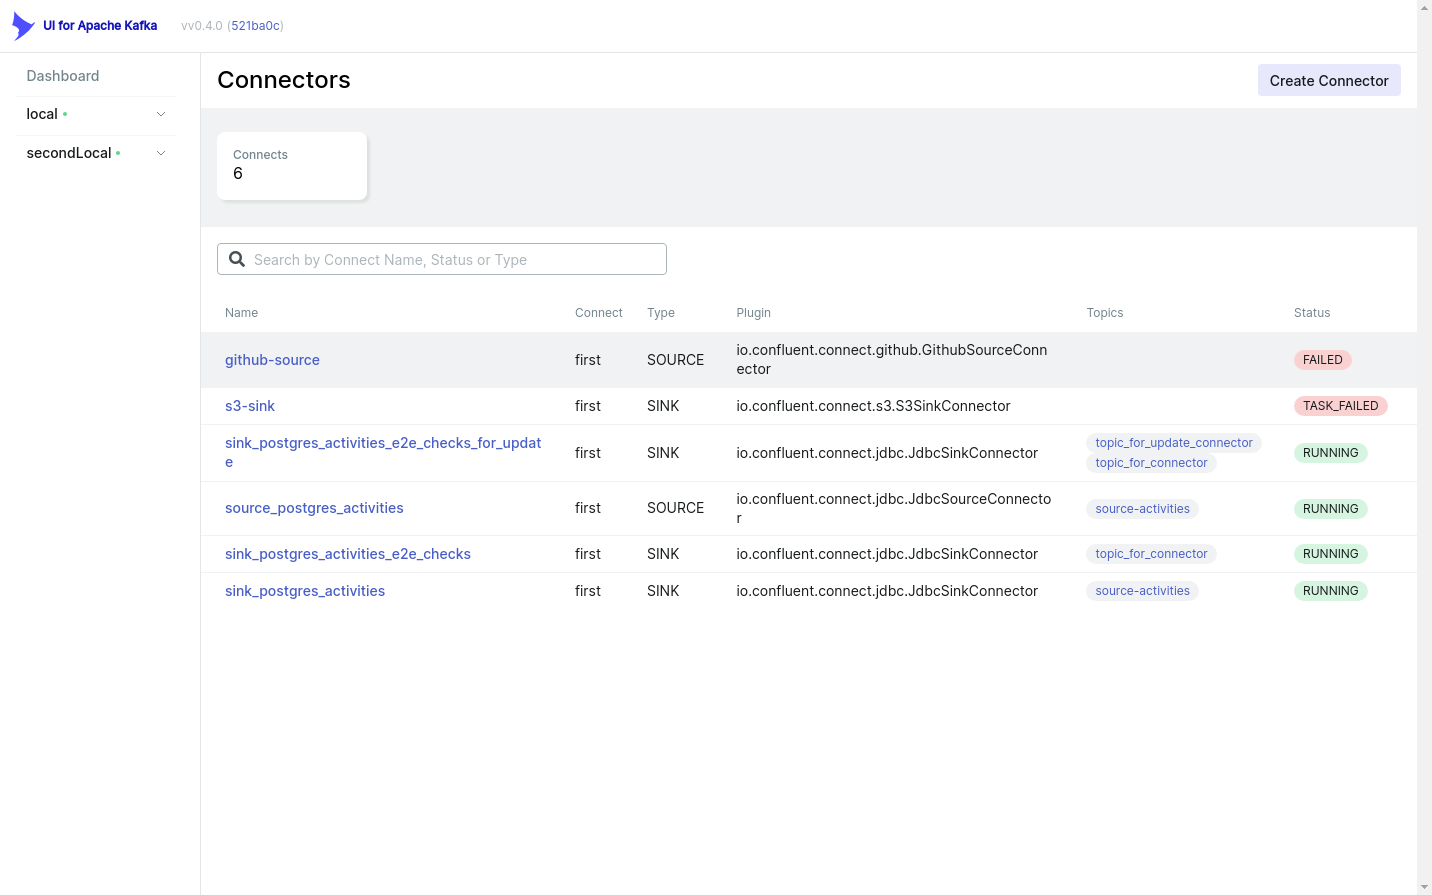 UI for Apache Kafka vv0.4.0 (521ba0c)
Dashboard
local
secondLocal
Connectors
Create Connector
Connects
6
Search by Connect Name, Status or Type
Name Connect Type Plugin Topics Status
github-source first SOURCE io.confluent.connect.github.GithubSourceConn
ector FAILED
s3-sink first SINK io.confluent.connect.s3.S3SinkConnector TASK_FAILED
sink_postgres_activities_e2e_checks_for_updat
e first SINK io.confluent.connect.jdbc.JdbcSinkConnector topic_for_update_connector
topic_for_connector RUNNING
source_postgres_activities first SOURCE io.confluent.connect.jdbc.JdbcSourceConnecto
r source-activities RUNNING
sink_postgres_activities_e2e_checks first SINK io.confluent.connect.jdbc.JdbcSinkConnector topic_for_connector RUNNING
sink_postgres_activities first SINK io.confluent.connect.jdbc.JdbcSinkConnector source-activities RUNNING